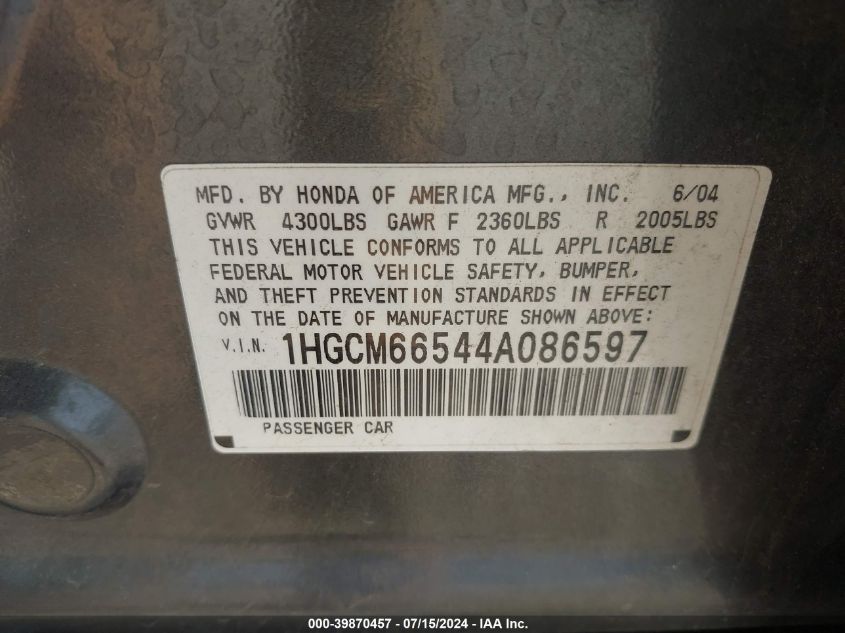 MFD. BY HONDA OF AMERICA MFG., INC. 6/04
GVWR 4300LBS GAWR F 2360LBS R 2005LBS
THIS VEHICLE CONFORMS TO ALL APPLICABLE
FEDERAL MOTOR VEHICLE SAFETY, BUMPER,
AND THEFT PREVENTION STANDARDS IN EFFECT
ON THE DATE OF MANUFACTURE SHOWN ABOVE:
V.I.N. 1HGCM66544A086597
PASSENGER CAR
000-39870457 - 07/15/2024 - IAA Inc.